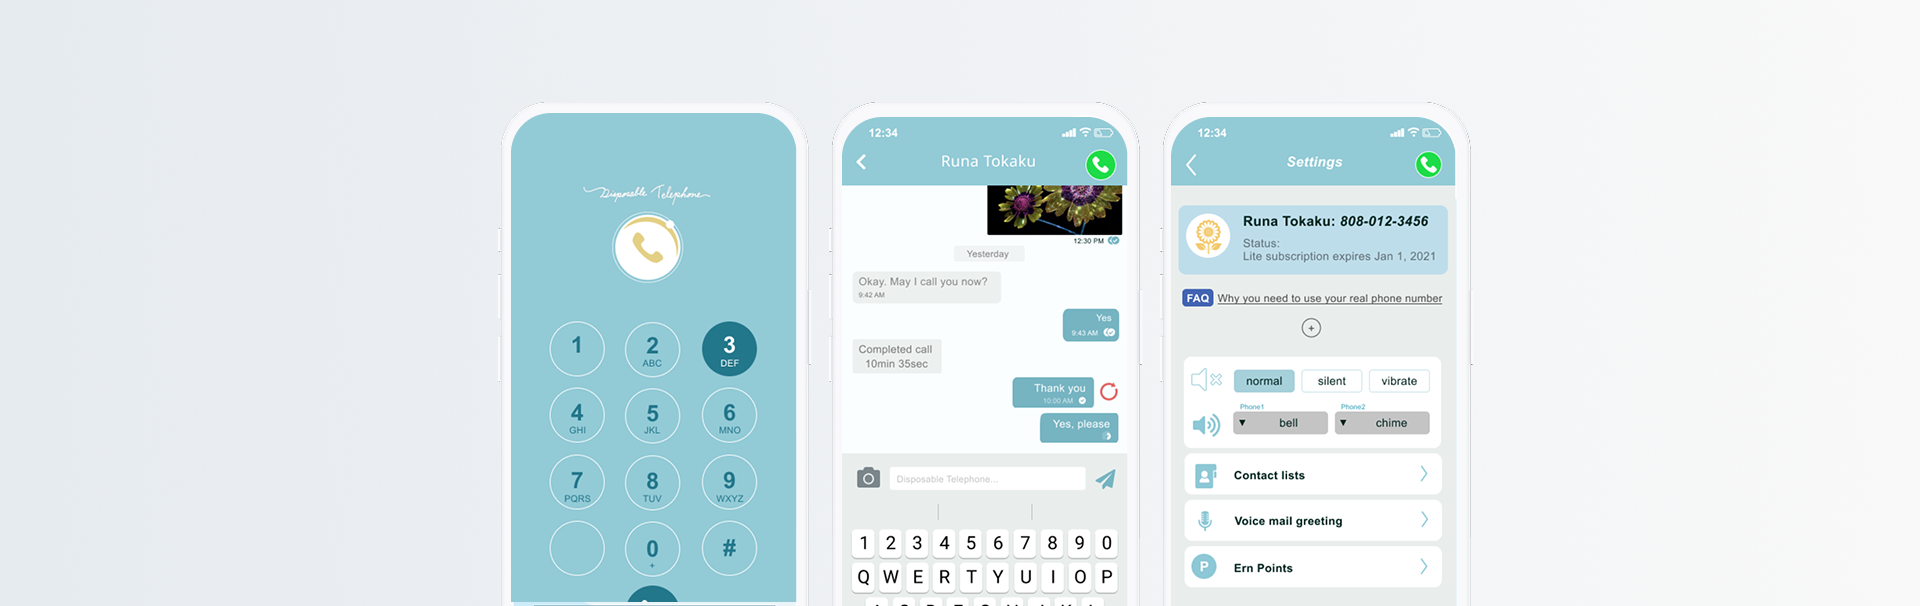 Disposable Telephone
1
2
ABC
3
DEF
4
GHI
5
JKL
6
MNO
7
PQRS
8
TUV
9
WXYZ
0
+
#
12:34
Runa Tokaku
12:30 PM
Yesterday
Okay. May I call you now?
9:42 AM
Yes
9:43 AM
Completed call
10min 35sec
Thank you
10:00 AM
Yes, please
Disposable Telephone...
1 2 3 4 5 6 7 8 9 0
Q W E R T Y U I O P
12:34
Settings
Runa Tokaku: 808-012-3456
Status:
Lite subscription expires Jan 1, 2021
FAQ Why you need to use your real phone number
+
normal silent vibrate
Phone1 Phone2
bell chime
Contact lists
Voice mail greeting
P Ern Points